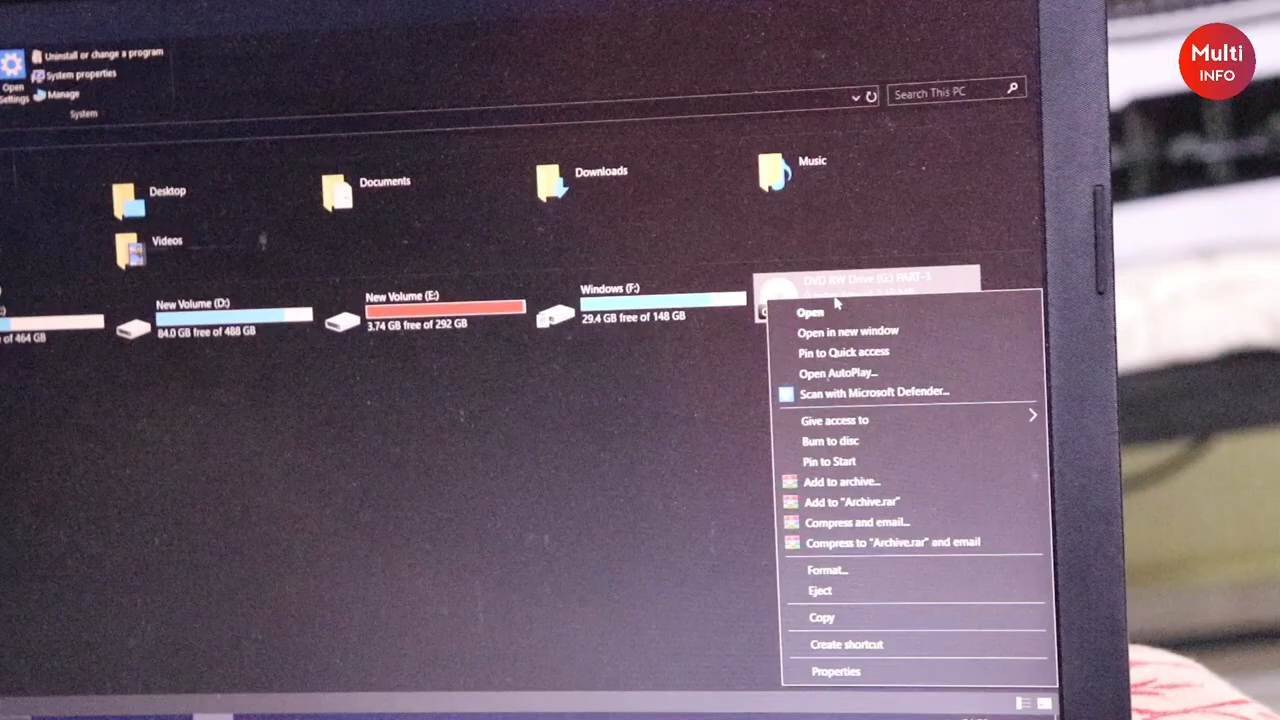 Multi
INFO
Uninstall or change a program
System properties
Manage
Open
Settings
System
Search This PC
Desktop
Documents
Downloads
Music
Videos
of 464 GB
New Volume (D:)
84.0 GB free of 488 GB
New Volume (E:)
3.74 GB free of 292 GB
Windows (F:)
29.4 GB free of 148 GB
DVD RW Drive (G:) PART-3
Open
Open in new window
Pin to Quick access
Open AutoPlay...
Scan with Microsoft Defender...
Give access to
Burn to disc
Pin to Start
Add to archive...
Add to "Archive.rar"
Compress and email...
Compress to "Archive.rar" and email
Format...
Eject
Copy
Create shortcut
Properties